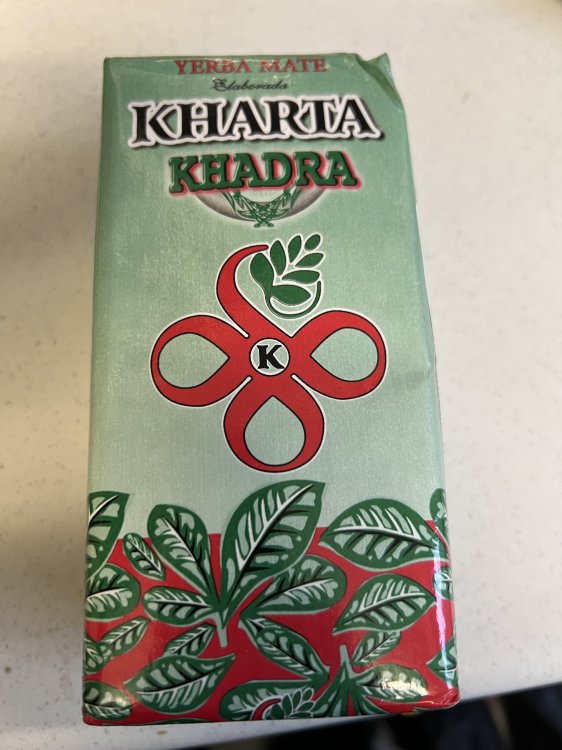 YERBA MATE
Elaborada
KHARTA
KHADRA
K